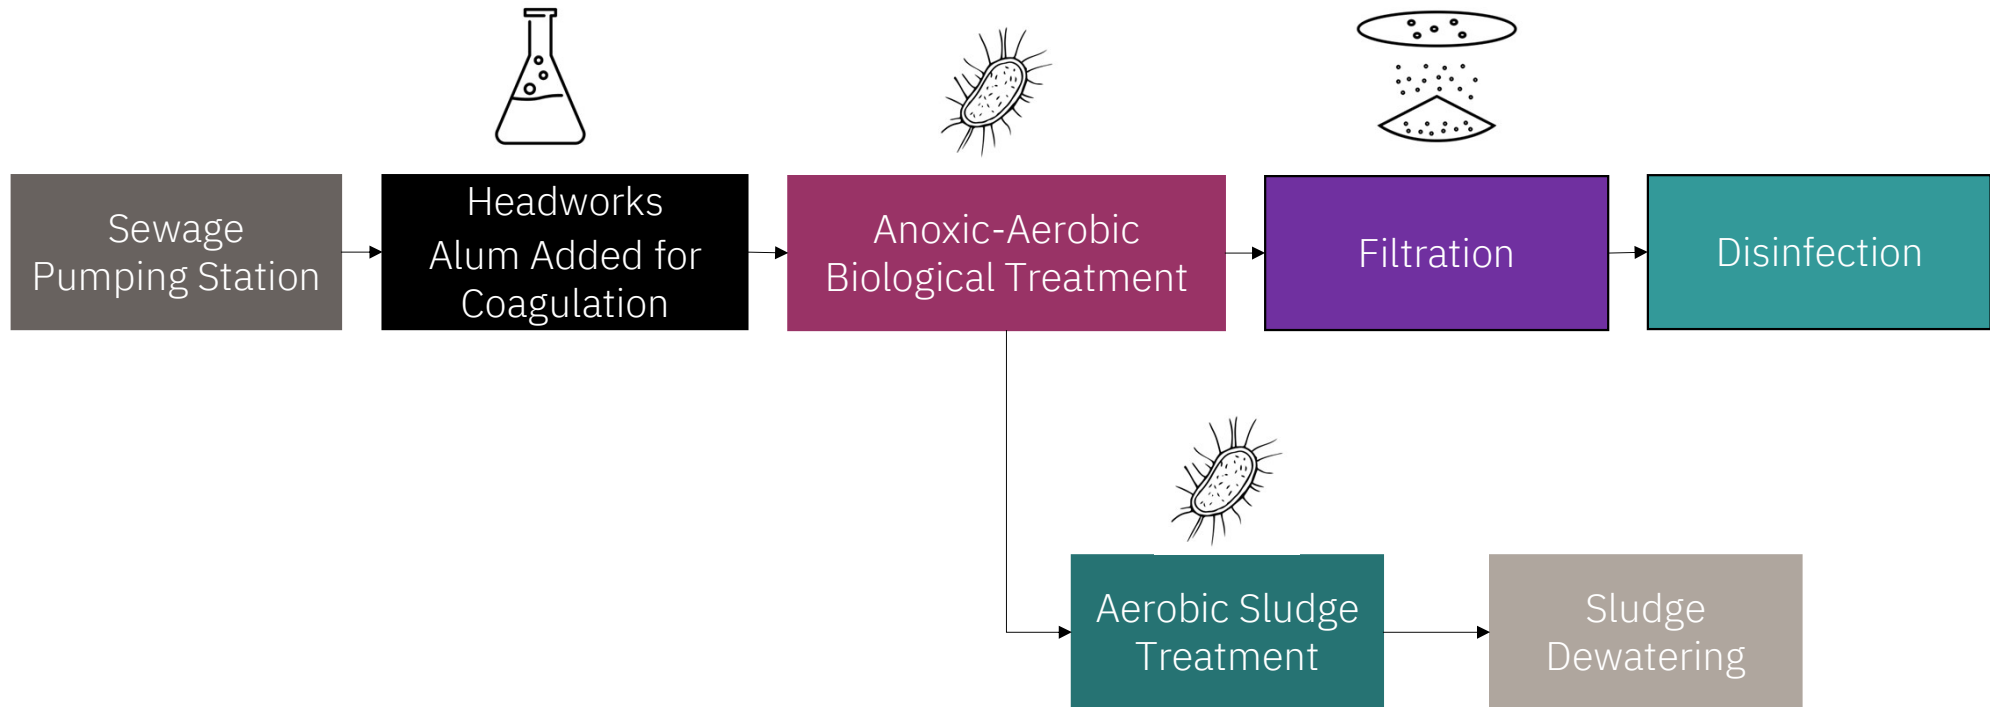 Sewage
Pumping Station
Headworks
Alum Added for
Coagulation
Anoxic-Aerobic
Biological Treatment
Filtration
Disinfection
Aerobic Sludge
Treatment
Sludge
Dewatering